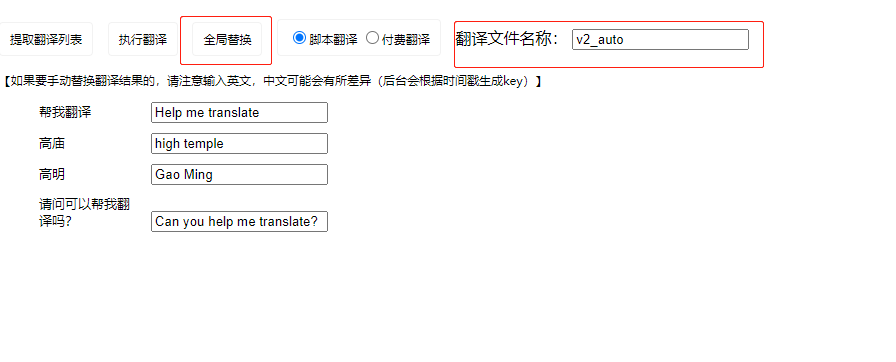 提取翻译列表 执行翻译 全局替换 脚本翻译 付费翻译 翻译文件名称： v2_auto
【如果要手动替换翻译结果的，请注意输入英文，中文可能会有所差异（后台会根据时间戳生成key）】
帮我翻译 Help me translate
高庙 high temple
高明 Gao Ming
请问可以帮我翻
译吗? Can you help me translate?